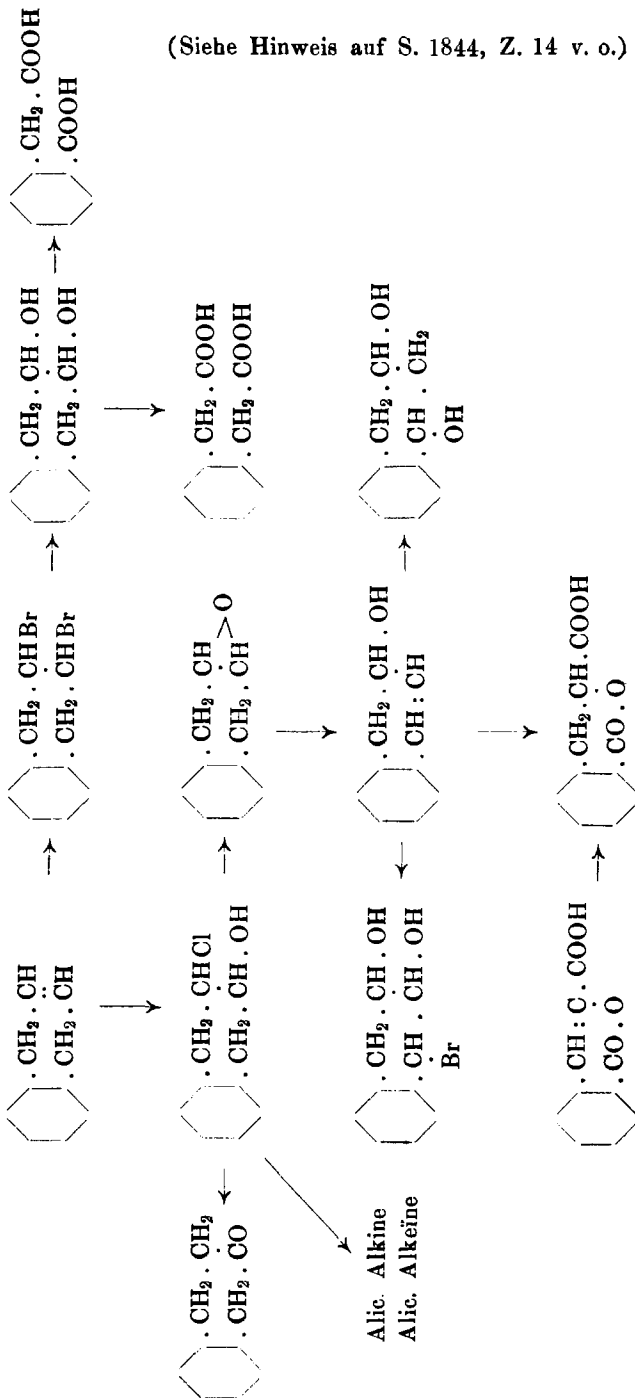 (Siehe Hinweis auf S. 1844, Z. 14 v. o.)
.CH₂.CH
:
.CH₂.CH
.CH₂.CHBr
.
.CH₂.CHBr
.CH₂.CH.OH
.
.CH₂.CH.OH
.CH₂.COOH
.COOH
.CH₂.CH₂
.
.CH₂.CO
.CH₂.CHCl
.
.CH₂.CH.OH
.CH₂.CH
. >O
.CH₂.CH
.CH₂.COOH
.CH₂.COOH
Alic. Alkine
Alic. Alkeïne
.CH₂.CH.OH
.
.CH.CH.OH
.
Br
.CH₂.CH.OH
.
.CH:CH
.CH₂.CH.OH
.
.CH.CH₂
.
OH
.CH:C.COOH
.
.CO.O
.CH₂.CH.COOH
.
.CO.O